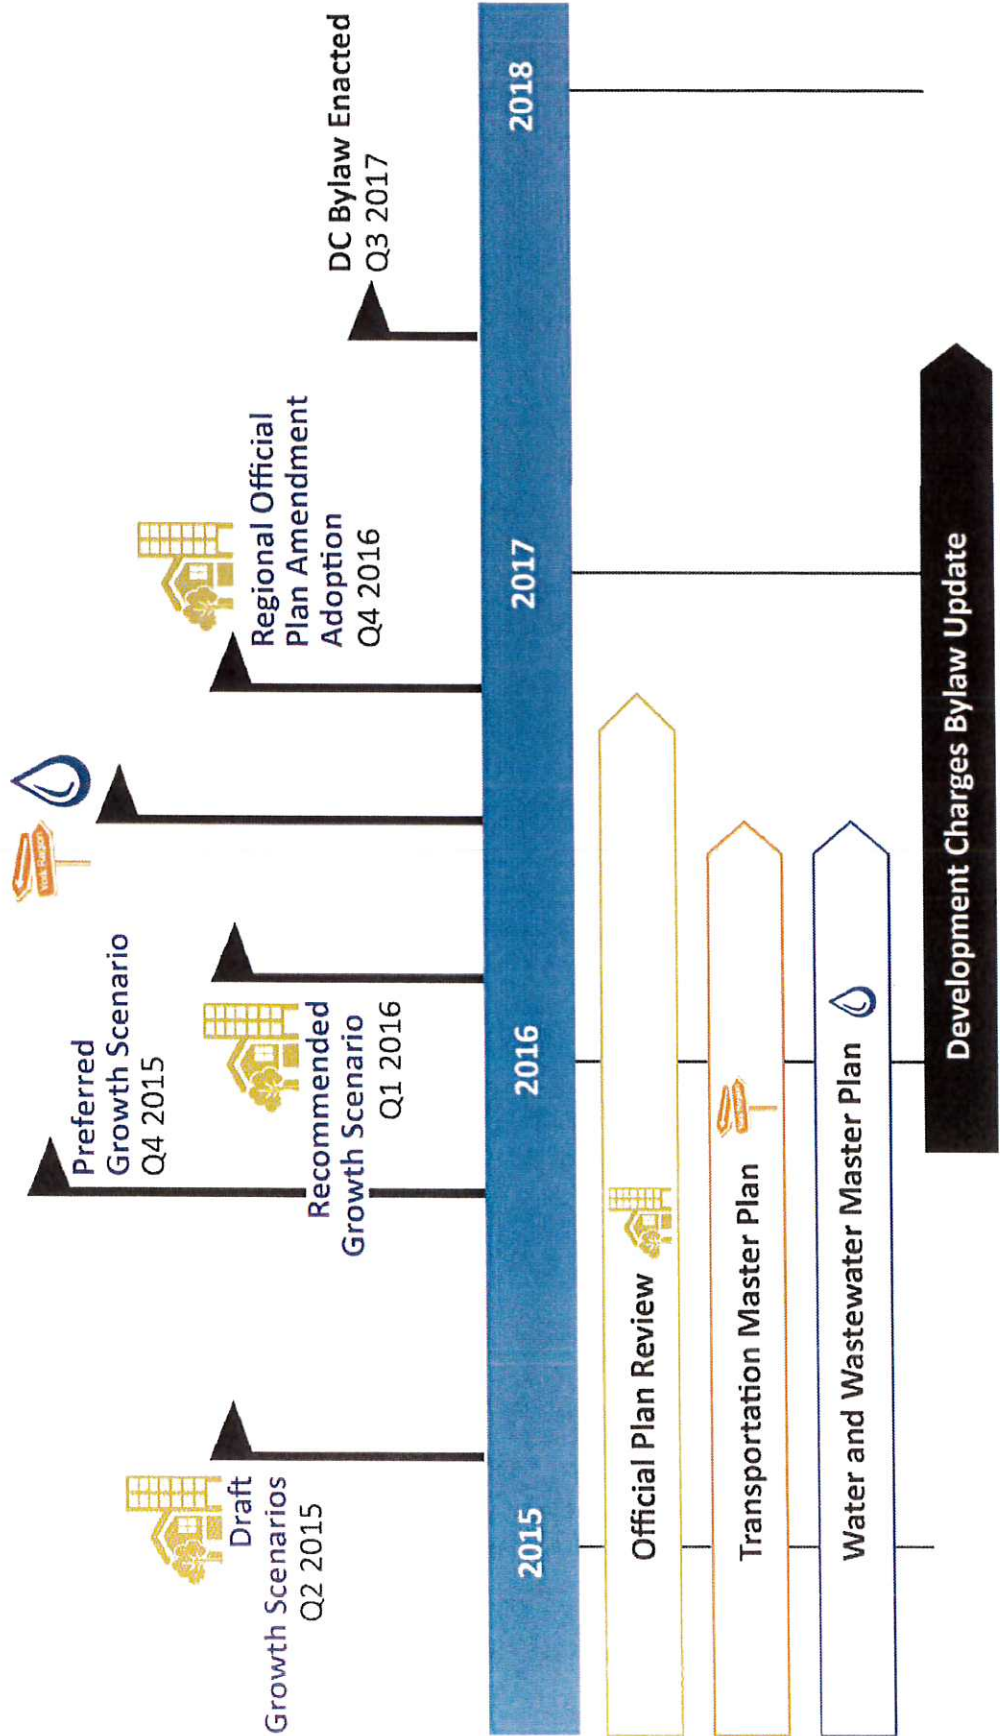 Draft
Growth Scenarios
Q2 2015
Preferred
Growth Scenario
Q4 2015
Recommended
Growth Scenario
Q1 2016
York Region
Regional Official
Plan Amendment
Adoption
Q4 2016
DC Bylaw Enacted
Q3 2017
2015
2016
2017
2018
Official Plan Review
Transportation Master Plan
Water and Wastewater Master Plan
Development Charges Bylaw Update